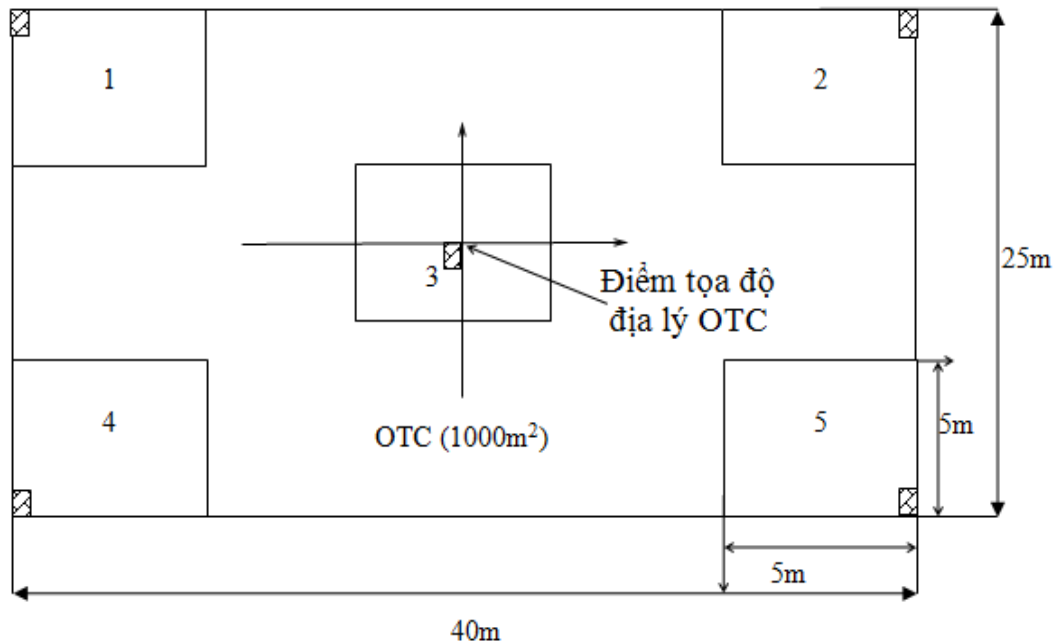 1
2
25m
3
Điểm tọa độ
địa lý OTC
4
OTC (1000m²)
5
5m
5m
40m